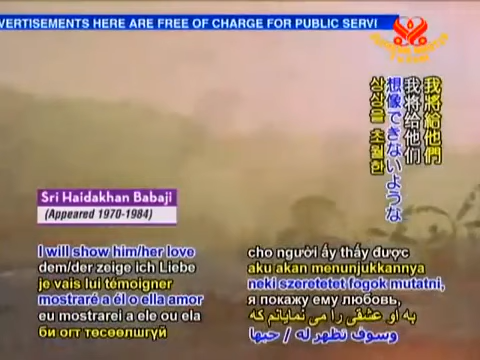 VERTISEMENTS HERE ARE FREE OF CHARGE FOR PUBLIC SERVI
我將給他們
我将给他们
想像できないような
상상을 초월한
Sri Haidakhan Babaji
(Appeared 1970-1984)
I will show him/her love
dem/der zeige ich Liebe
je vais lui témoigner
mostraré a él o ella amor
eu mostrarei a ele ou ela
би огт төсөөлшгүй
cho người ấy thấy được
aku akan menunjukkannya
neki szeretetet fogok mutatni,
я покажу ему любовь,
به او عشقی را می نمایانم که
وسوف تظهر له / حبها